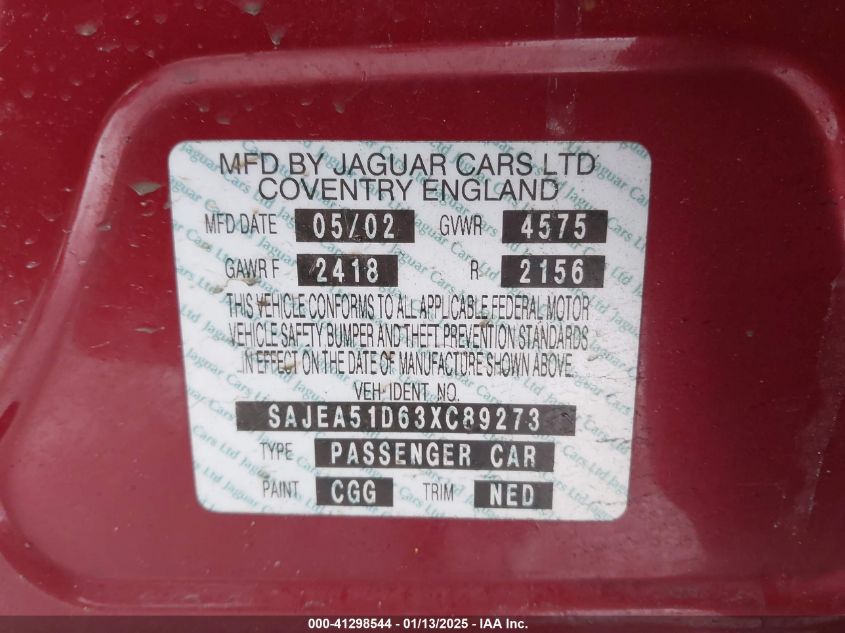 MFD BY JAGUAR CARS LTD
COVENTRY ENGLAND
MFD DATE 05/02 GVWR 4575
GAWR F 2418 R 2156
THIS VEHICLE CONFORMS TO ALL APPLICABLE FEDERAL MOTOR
VEHICLE SAFETY BUMPER AND THEFT PREVENTION STANDARDS
IN EFFECT ON THE DATE OF MANUFACTURE SHOWN ABOVE.
VEH IDENT NO.
SAJEA51D63XC89273
TYPE PASSENGER CAR
PAINT CGG TRIM NED
000-41298544 - 01/13/2025 - IAA Inc.